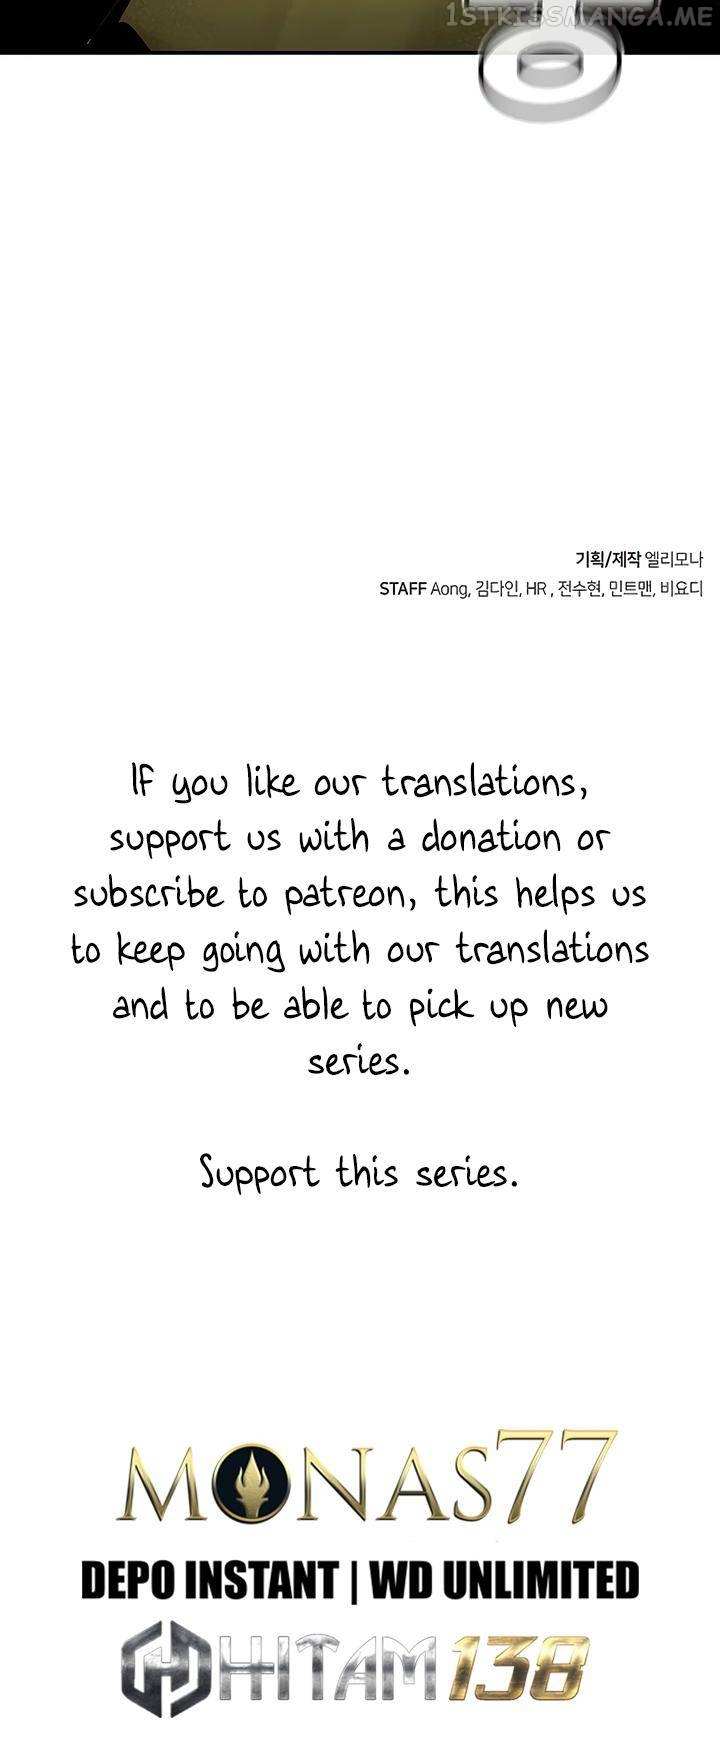 1STKISSMANGA.ME
기획/제작 엘리모나
STAFF Aong, 김다인, HR , 전수현, 민트맨, 비요디
If you like our translations,
support us with a donation or
subscribe to patreon, this helps us
to keep going with our translations
and to be able to pick up new
series.
Support this series.
MONAS77
DEPO INSTANT | WD UNLIMITED
HITAM138